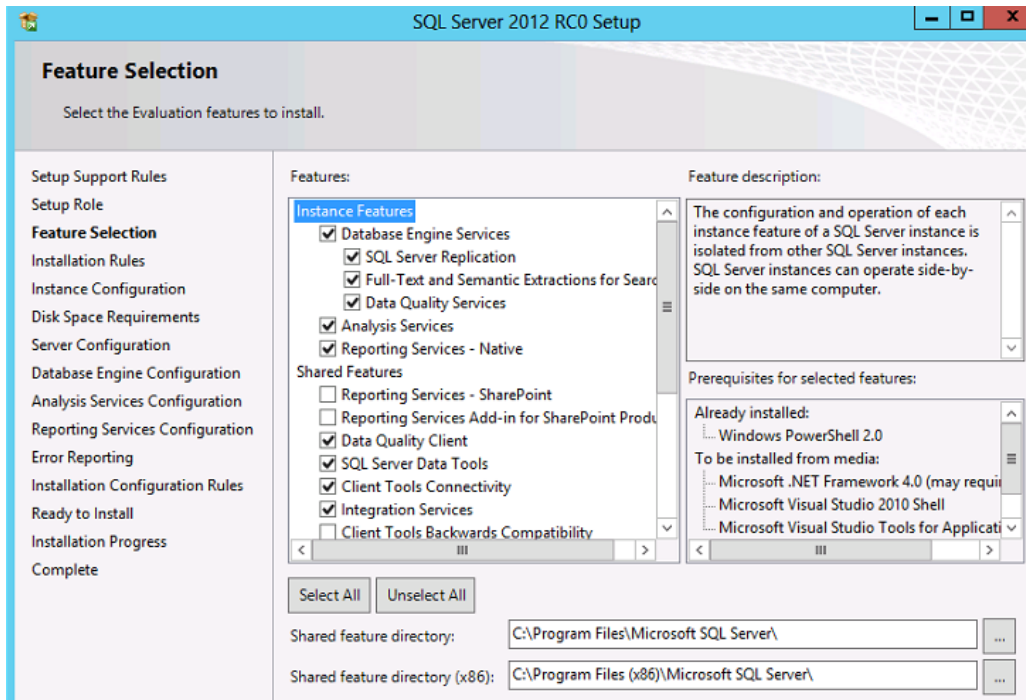 SQL Server 2012 RC0 Setup
Feature Selection
Select the Evaluation features to install.
Setup Support Rules
Setup Role
Feature Selection
Installation Rules
Instance Configuration
Disk Space Requirements
Server Configuration
Database Engine Configuration
Analysis Services Configuration
Reporting Services Configuration
Error Reporting
Installation Configuration Rules
Ready to Install
Installation Progress
Complete
Features:
Instance Features
Database Engine Services
SQL Server Replication
Full-Text and Semantic Extractions for Searc
Data Quality Services
Analysis Services
Reporting Services - Native
Shared Features
Reporting Services - SharePoint
Reporting Services Add-in for SharePoint Produ
Data Quality Client
SQL Server Data Tools
Client Tools Connectivity
Integration Services
Client Tools Backwards Compatibility
Feature description:
The configuration and operation of each
instance feature of a SQL Server instance is
isolated from other SQL Server instances.
SQL Server instances can operate side-by-
side on the same computer.
Prerequisites for selected features:
Already installed:
Windows PowerShell 2.0
To be installed from media:
Microsoft .NET Framework 4.0 (may requi
Microsoft Visual Studio 2010 Shell
Microsoft Visual Studio Tools for Applicati
Select All
Unselect All
Shared feature directory:
C:\Program Files\Microsoft SQL Server\
...
Shared feature directory (x86):
C:\Program Files (x86)\Microsoft SQL Server\
...